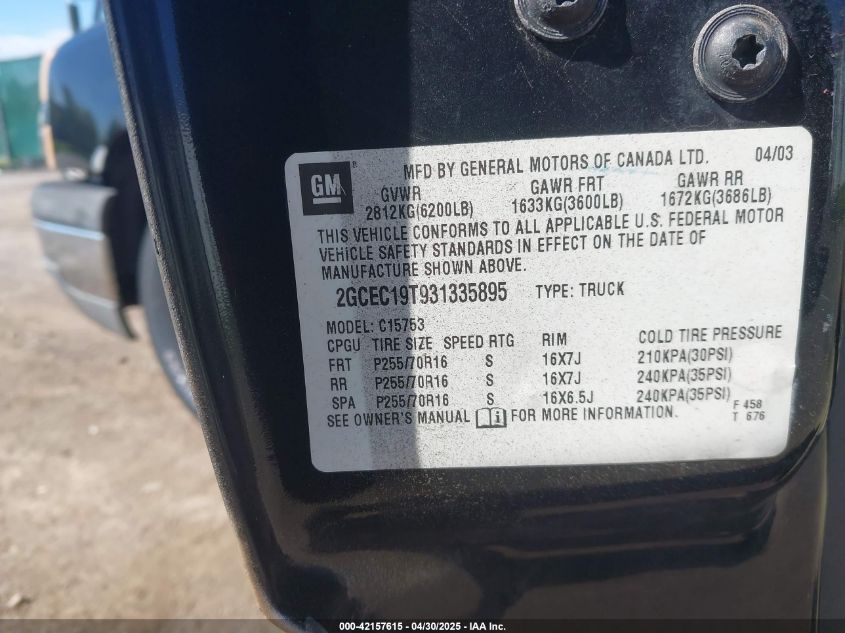 MFD BY GENERAL MOTORS OF CANADA LTD. 04/03
GM
GVWR GAWR FRT GAWR RR
2812KG(6200LB) 1633KG(3600LB) 1672KG(3686LB)
THIS VEHICLE CONFORMS TO ALL APPLICABLE U.S. FEDERAL MOTOR
VEHICLE SAFETY STANDARDS IN EFFECT ON THE DATE OF
MANUFACTURE SHOWN ABOVE.
2GCEC19T931335895 TYPE: TRUCK
MODEL: C15753
CPGU TIRE SIZE SPEED RTG RIM COLD TIRE PRESSURE
FRT P255/70R16 S 16X7J 210KPA(30PSI)
RR P255/70R16 S 16X7J 240KPA(35PSI)
SPA P255/70R16 S 16X6.5J 240KPA(35PSI)
SEE OWNER'S MANUAL FOR MORE INFORMATION.
F 458
T 676
000-42157615 - 04/30/2025 - IAA Inc.